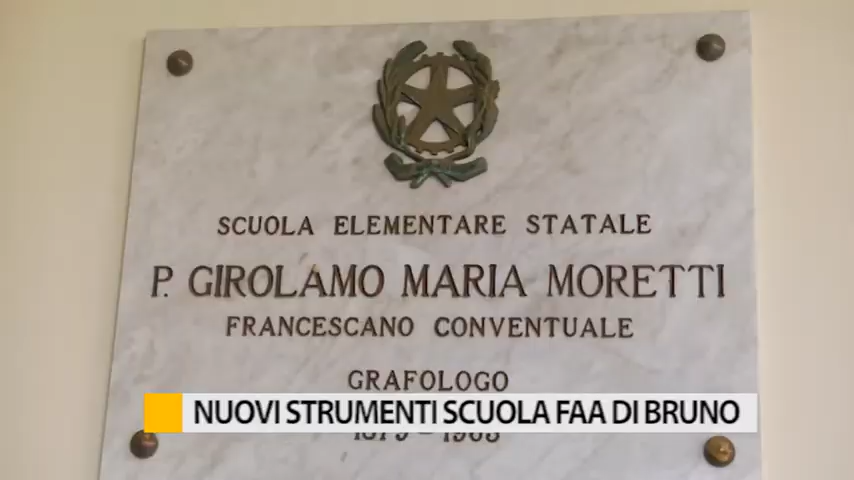 SCUOLA ELEMENTARE STATALE
P. GIROLAMO MARIA MORETTI
FRANCESCANO CONVENTUALE
GRAFOLOGO
NUOVI STRUMENTI SCUOLA FAA DI BRUNO